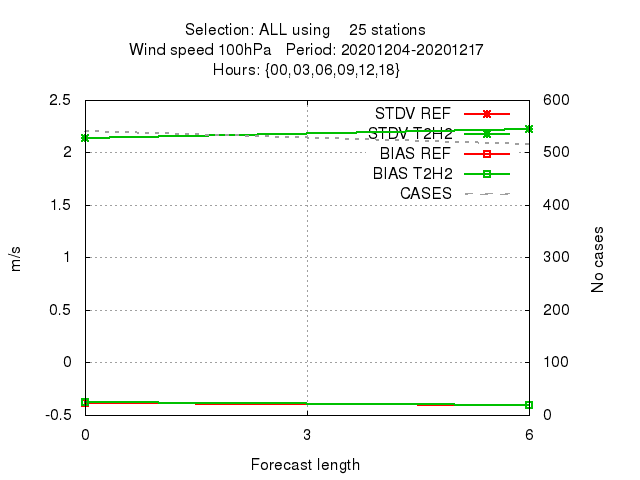 Selection: ALL using    25 stations
Wind speed 100hPa   Period: 20201204-20201217
Hours: {00,03,06,09,12,18}
2.5
2
1.5
1
0.5
0
-0.5
m/s
STDV REF
STDV T2H2
BIAS REF
BIAS T2H2
CASES
600
500
400
300
200
100
0
No cases
0
3
6
Forecast length